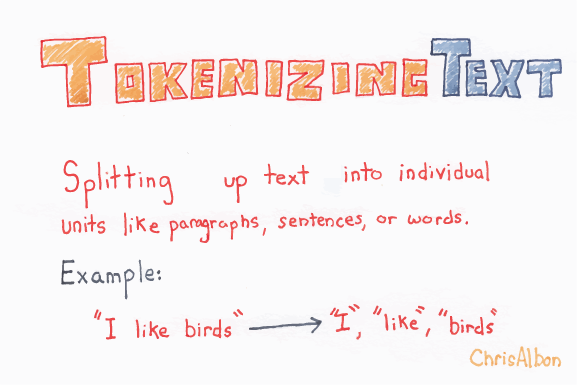 TOKENIZING TEXT
Splitting up text into individual
units like paragraphs, sentences, or words.
Example:
"I like birds" → "I", "like", "birds"
ChrisAlbon